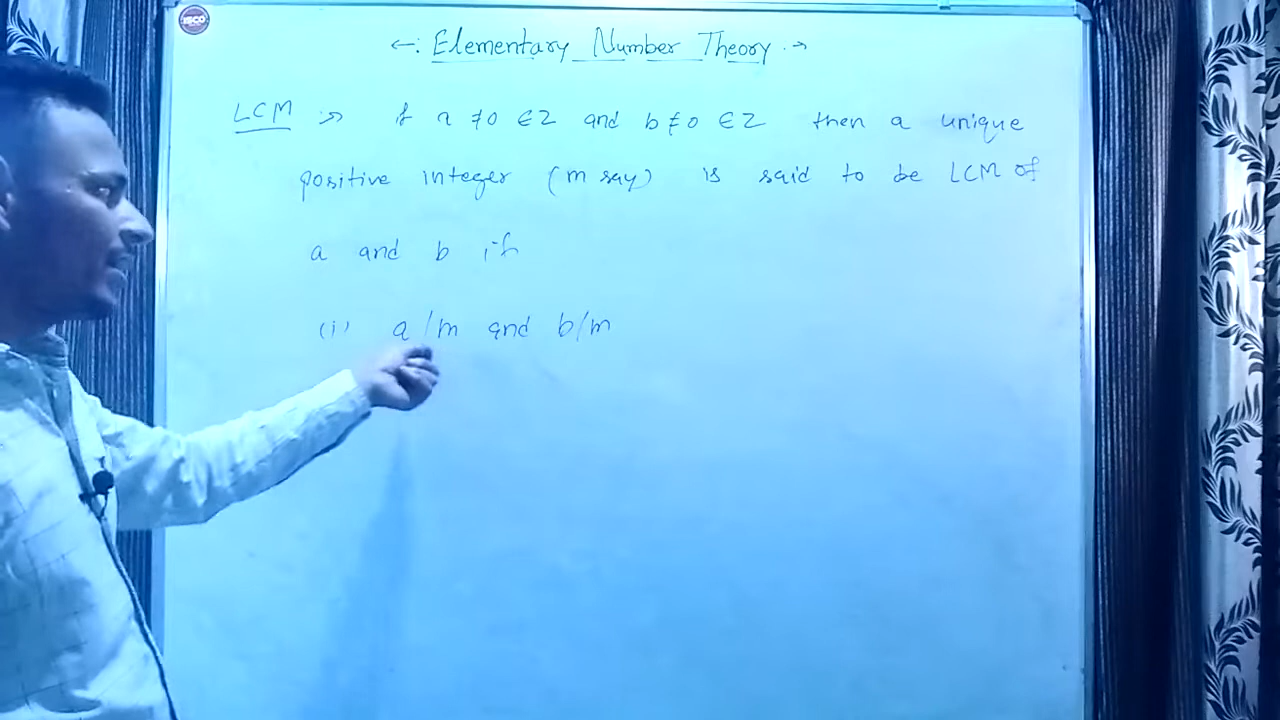 ISCO
←: Elementary Number Theory :→
LCM :→ if a ≠0 ∈Z and b ≠0 ∈Z then a unique
positive integer (m say) is said to be LCM of
a and b if
(i) a/m and b/m